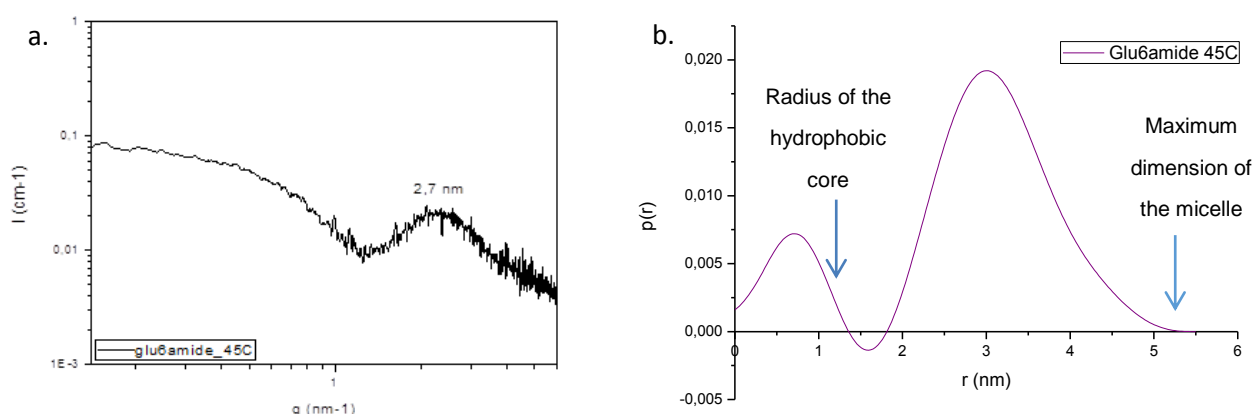 a.
1
0.1
0.01
1E-3
I (cm-1)
2,7 nm
glu6amide_45C
1
q (nm-1)
b.
0,020
0,015
0,010
0,005
0,000
-0,005
p(r)
Glu6amide 45C
Radius of the
hydrophobic
core
Maximum
dimension of
the micelle
0
1
2
3
4
5
6
r (nm)